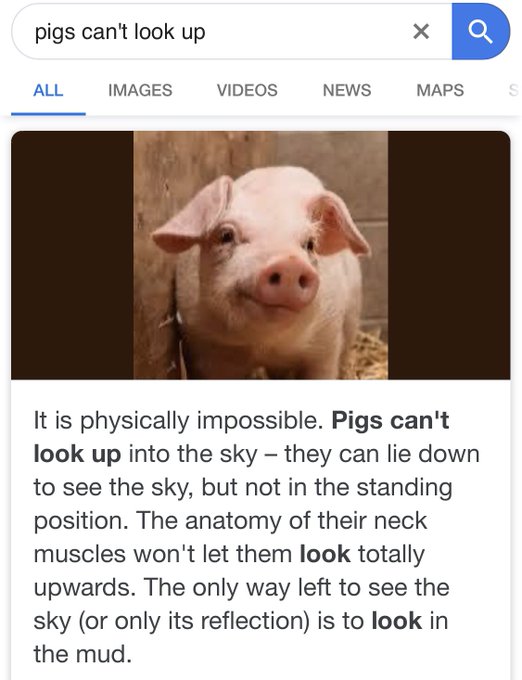 pigs can't look up
ALL IMAGES VIDEOS NEWS MAPS S
It is physically impossible. Pigs can't
look up into the sky – they can lie down
to see the sky, but not in the standing
position. The anatomy of their neck
muscles won't let them look totally
upwards. The only way left to see the
sky (or only its reflection) is to look in
the mud.